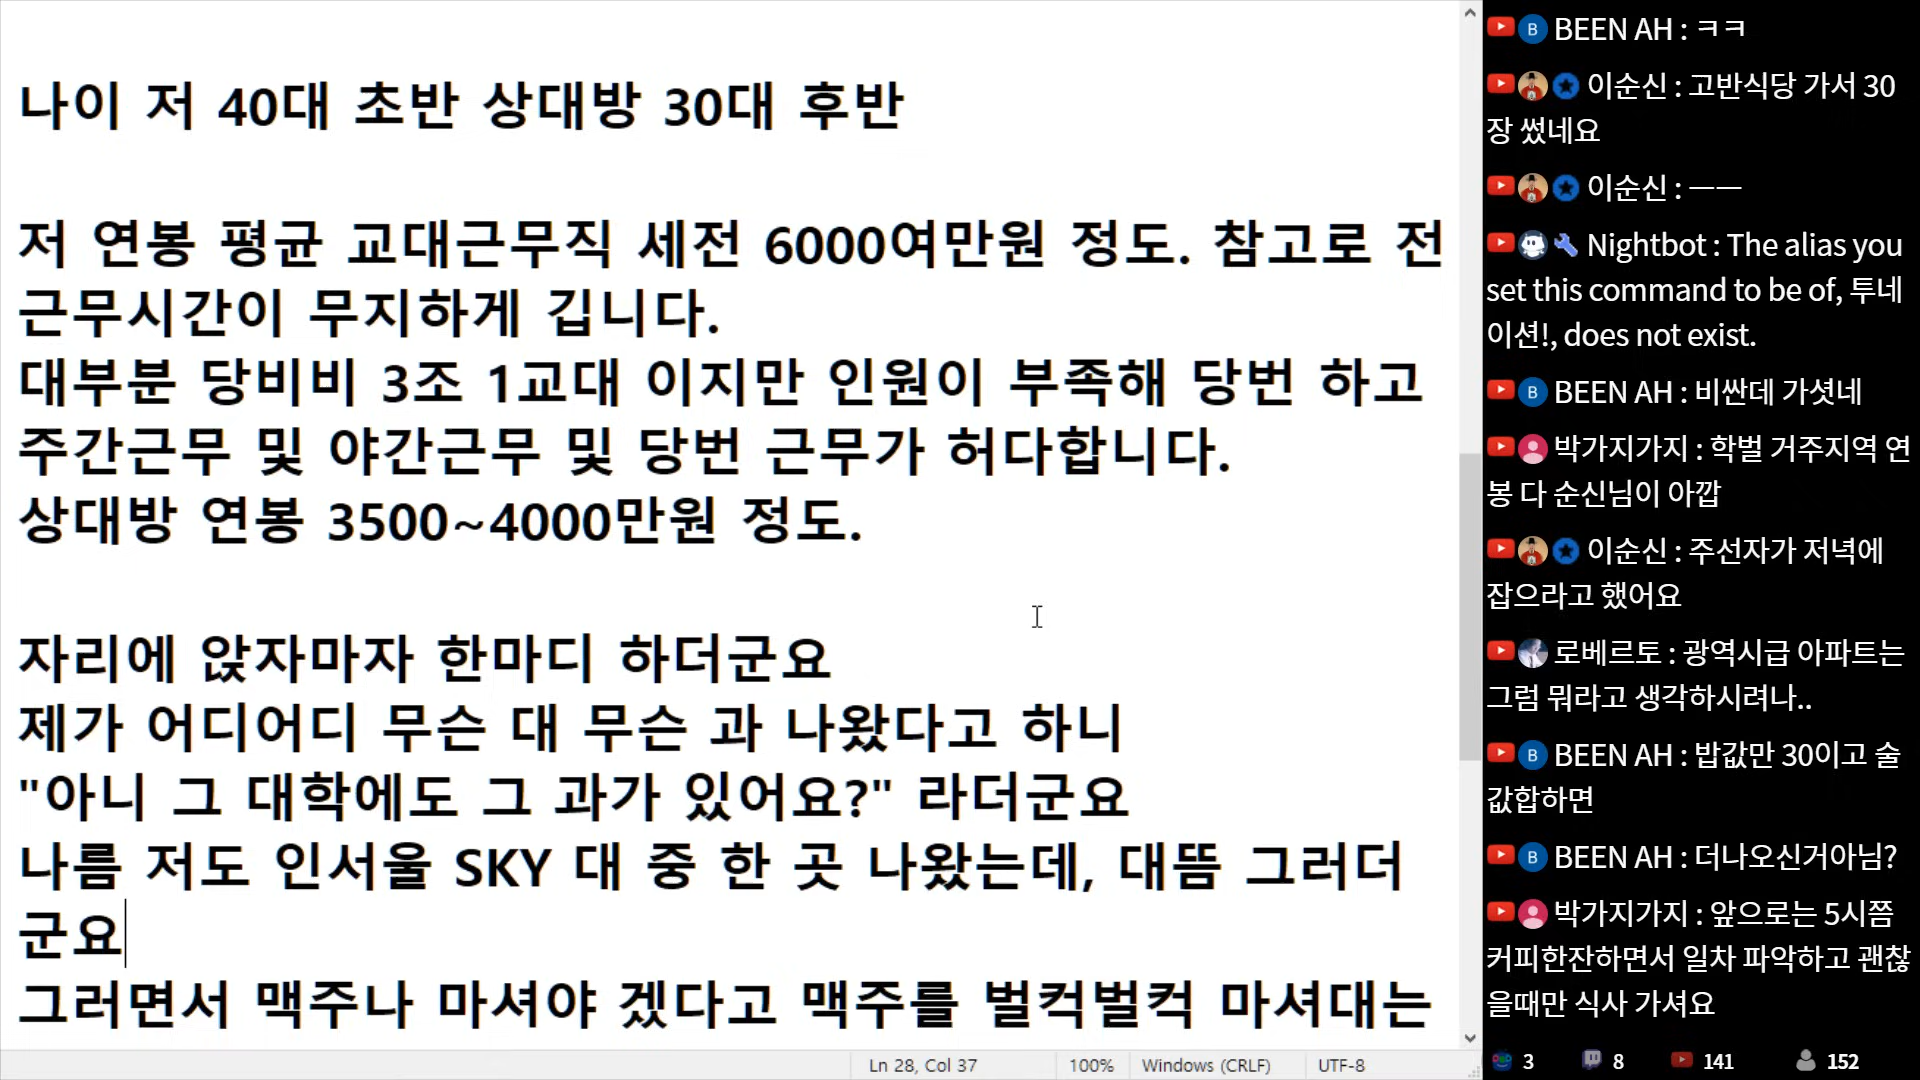 나이 저 40대 초반 상대방 30대 후반
저 연봉 평균 교대근무직 세전 6000여만원 정도. 참고로 전
근무시간이 무지하게 깁니다.
대부분 당비비 3조 1교대 이지만 인원이 부족해 당번 하고
주간근무 및 야간근무 및 당번 근무가 허다합니다.
상대방 연봉 3500~4000만원 정도.
자리에 앉자마자 한마디 하더군요
제가 어디어디 무슨 대 무슨 과 나왔다고 하니
"아니 그 대학에도 그 과가 있어요?" 라더군요
나름 저도 인서울 SKY 대 중 한 곳 나왔는데, 대뜸 그러더
군요
그러면서 맥주나 마셔야 겠다고 맥주를 벌컥벌컥 마셔대는
Ln 28, Col 37
100%
Windows (CRLF)
UTF-8
B BEEN AH : ㅋㅋ
이순신 : 고반식당 가서 30
장 썼네요
이순신 : ㅡㅡ
Nightbot : The alias you
set this command to be of, 투네
이션!, does not exist.
B BEEN AH : 비싼데 가셧네
박가지가지 : 학벌 거주지역 연
봉 다 순신님이 아깝
이순신 : 주선자가 저녁에
잡으라고 했어요
로베르토 : 광역시급 아파트는
그럼 뭐라고 생각하시려나..
B BEEN AH : 밥값만 30이고 술
값합하면
B BEEN AH : 더나오신거아님?
박가지가지 : 앞으로는 5시쯤
커피한잔하면서 일차 파악하고 괜찮
을때만 식사 가셔요
3 8 141 152